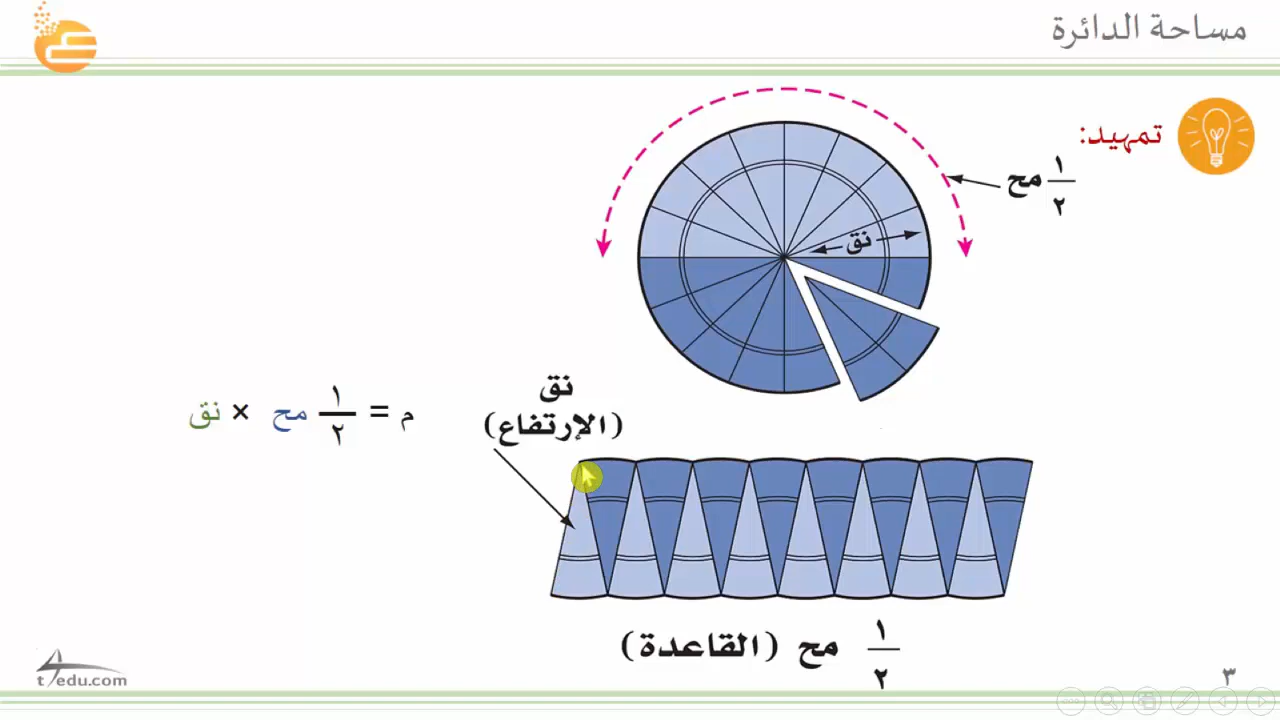 مساحة الدائرة
تمهيد:
١/٢ مح
نق
نق
(الإرتفاع)
م = ١/٢ مح × نق
١/٢ مح (القاعدة)
t4edu.com
٣